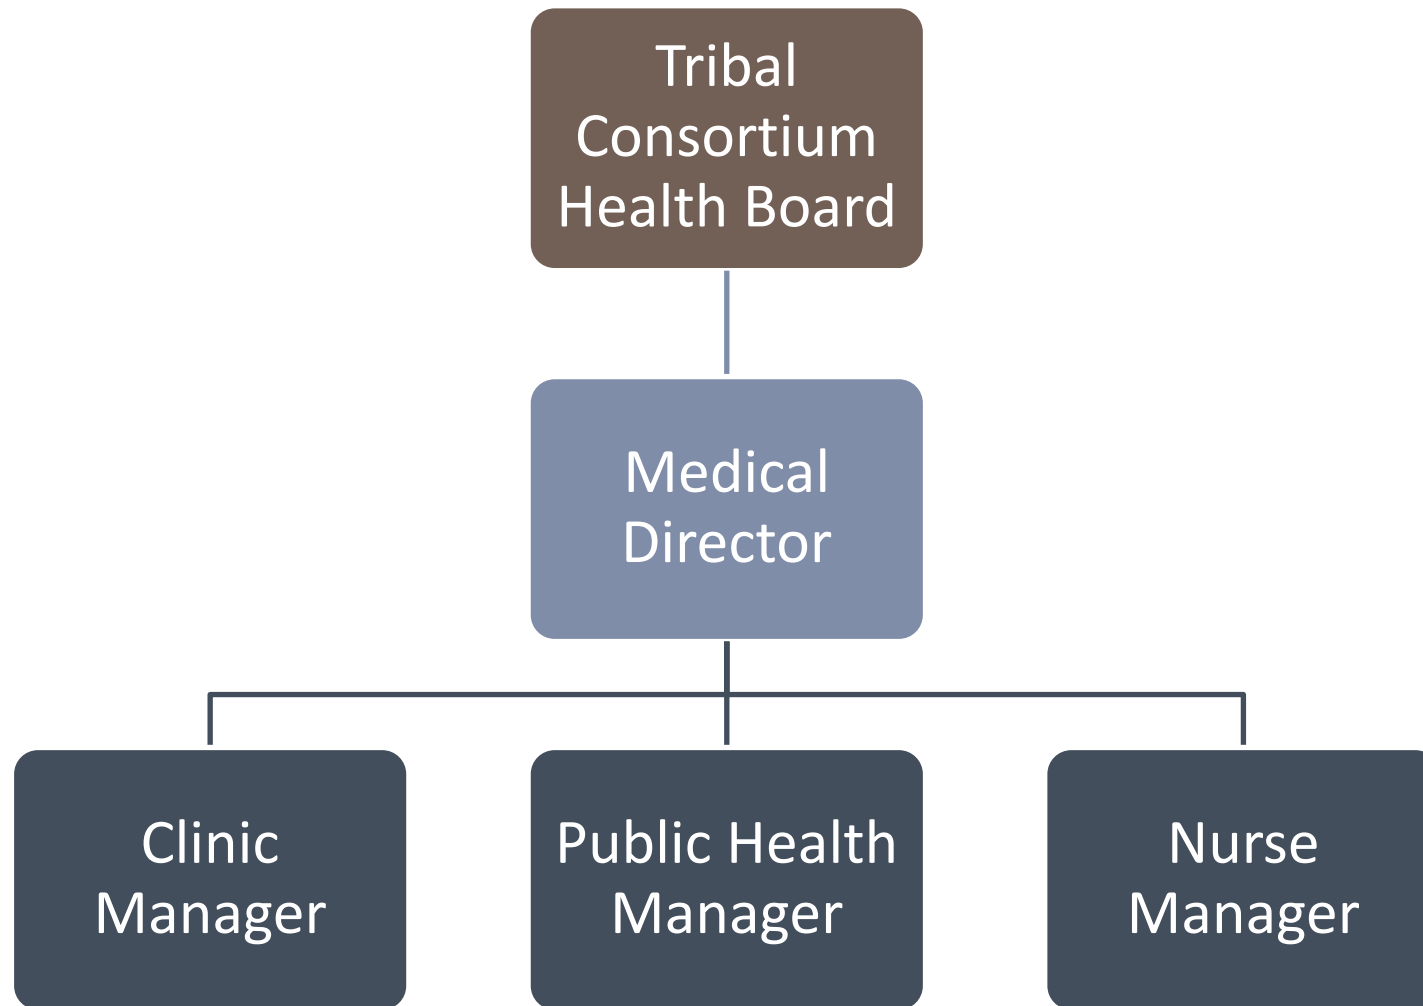 Tribal
Consortium
Health Board
Medical
Director
Clinic
Manager
Public Health
Manager
Nurse
Manager